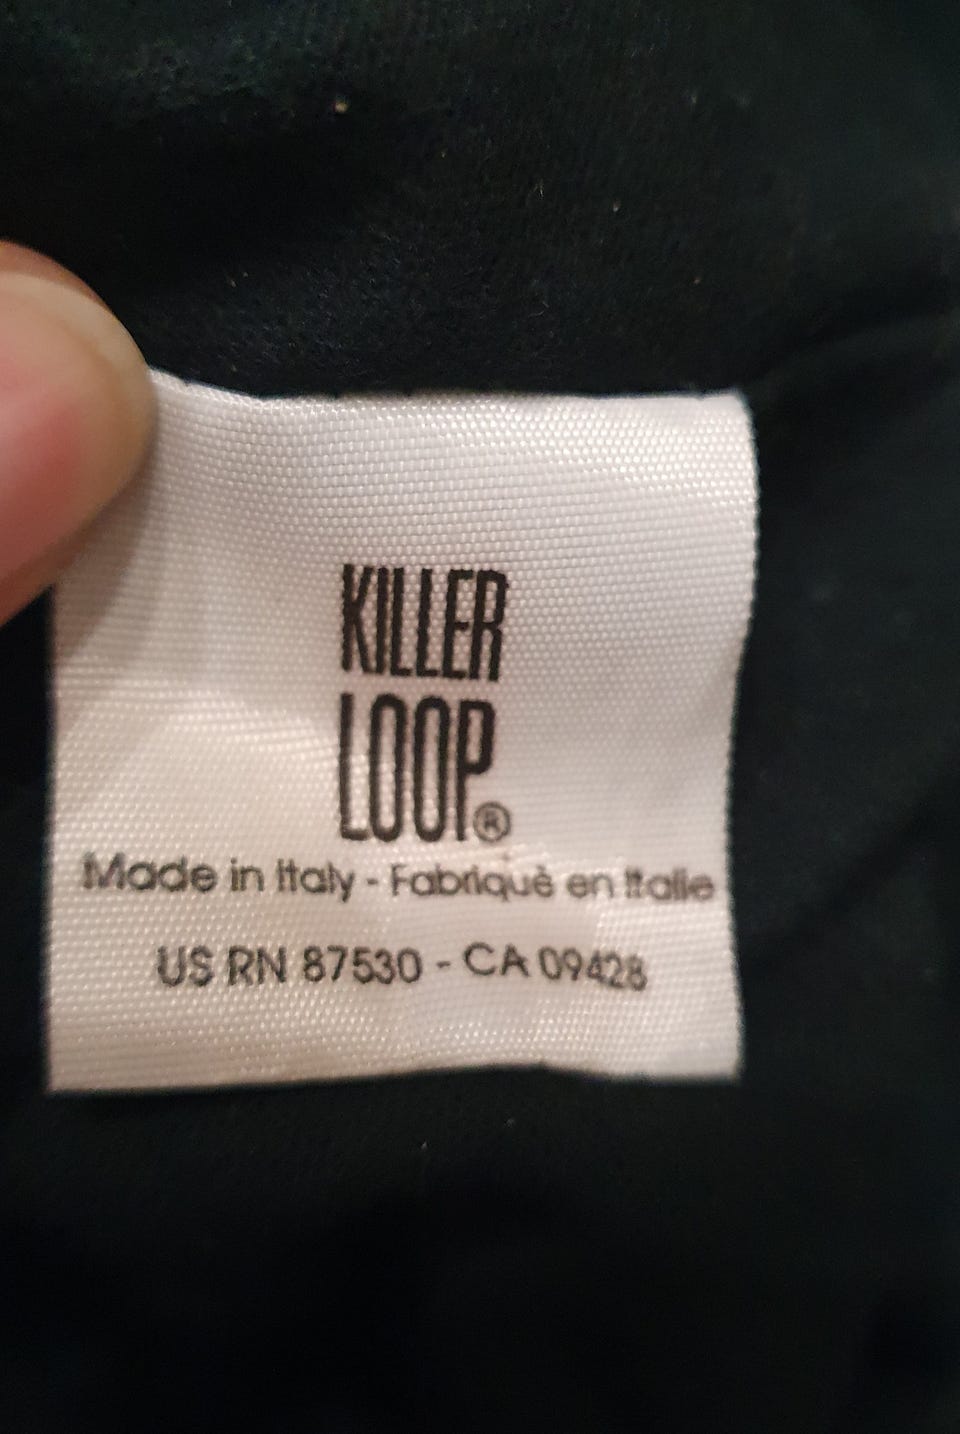 KILLER
LOOP®
Made in Italy - Fabriquè en Italie
US RN 87530 - CA 09428